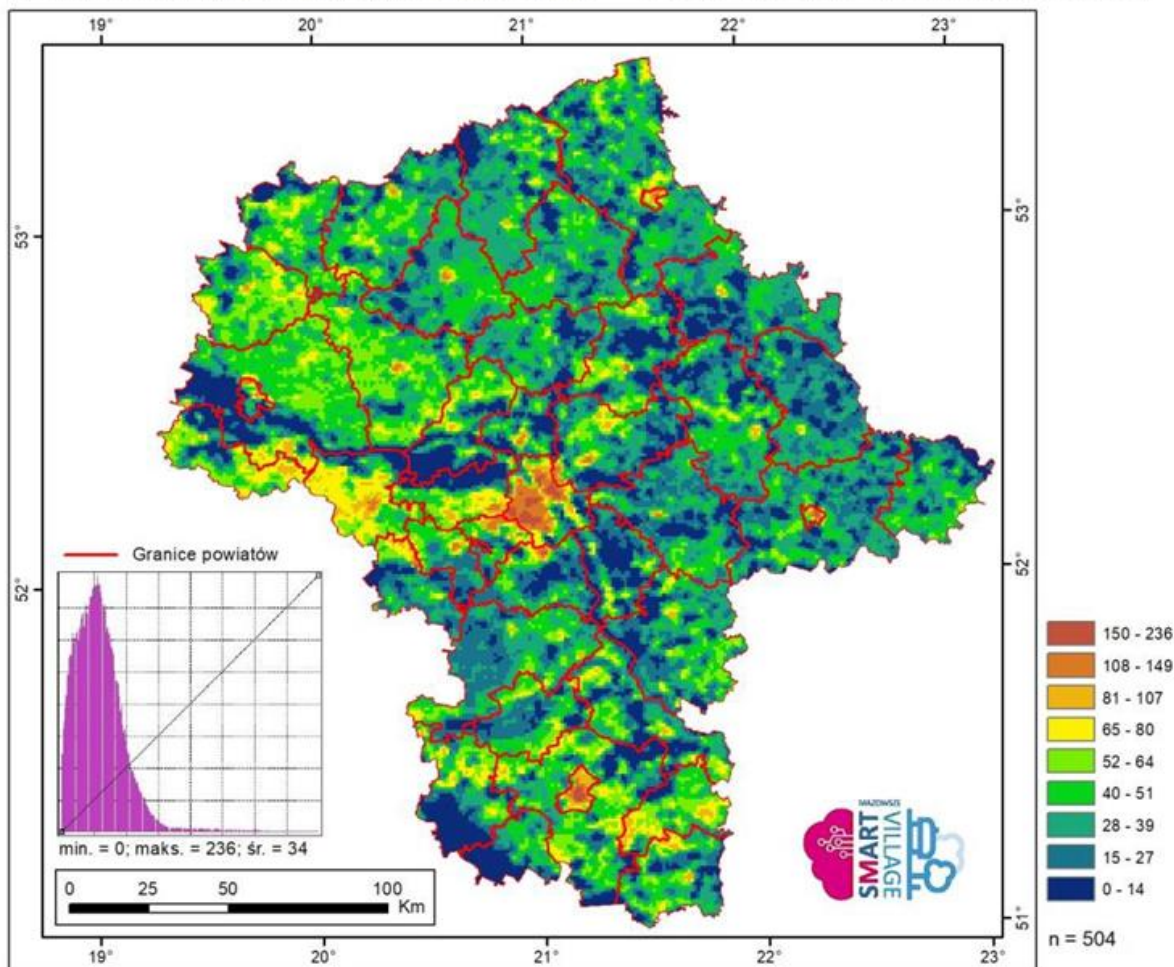 19° 20° 21° 22° 23°
53° 53°
52° 52°
51°
Granice powiatów
min. = 0; maks. = 236; śr. = 34
0 25 50 100
Km
MAZOWSZE
SMART
VILLAGE
150 - 236
108 - 149
81 - 107
65 - 80
52 - 64
40 - 51
28 - 39
15 - 27
0 - 14
n = 504
19° 20° 21° 22° 23°